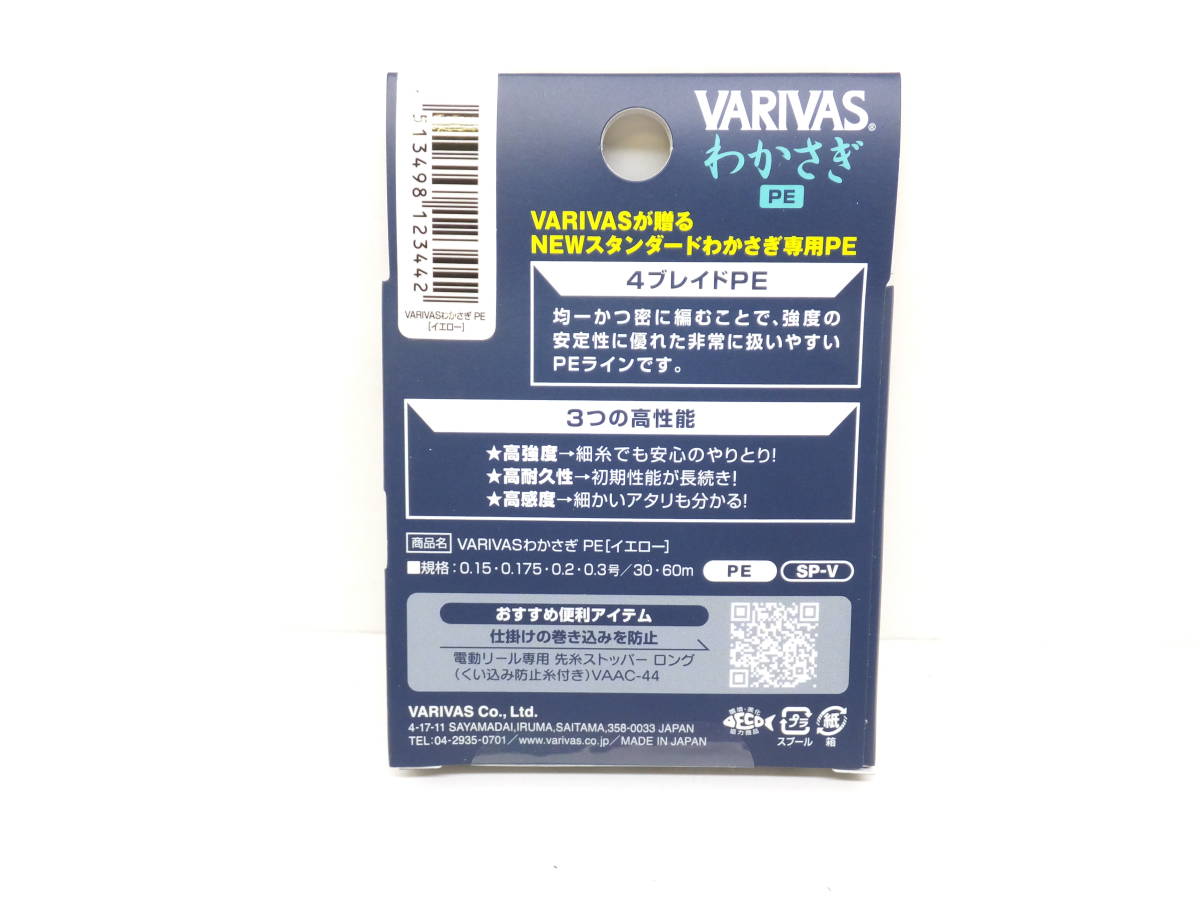 513498 123442
VARIVASわかさぎ PE
[イエロー]
VARIVAS®
わかさぎ
PE
VARIVASが贈る
NEWスタンダードわかさぎ専用PE
4ブレイドPE
均一かつ密に編むことで、強度の
安定性に優れた非常に扱いやすい
PEラインです。
3つの高性能
★高強度→細糸でも安心のやりとり!
★高耐久性→初期性能が長続き!
★高感度→細かいアタリも分かる!
商品名 VARIVASわかさぎ PE[イエロー]
■規格：0.15・0.175・0.2・0.3号／30・60m PE SP-V
おすすめ便利アイテム
仕掛けの巻き込みを防止
電動リール専用 先糸ストッパー ロング
(くい込み防止糸付き)VAAC-44
VARIVAS Co., Ltd.
4-17-11 SAYAMADAI,IRUMA,SAITAMA,358-0033 JAPAN
TEL:04-2935-0701／www.varivas.co.jp／MADE IN JAPAN
環境・美化
ECO
協力商品
プラ
スプール
紙
箱